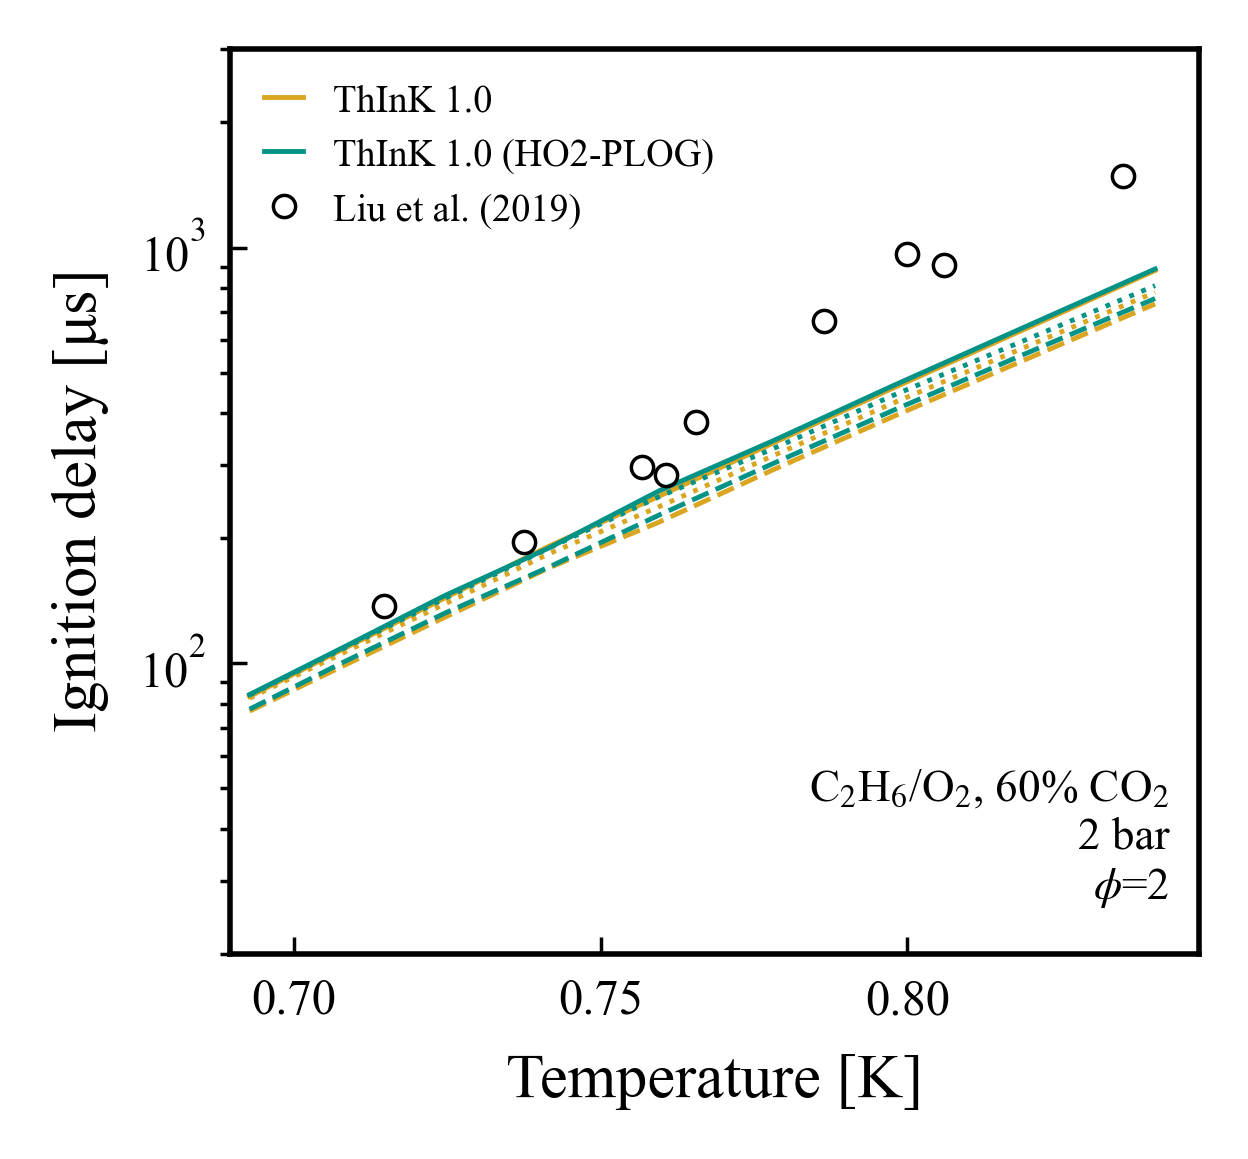 ThInK 1.0
ThInK 1.0 (HO2-PLOG)
Liu et al. (2019)
Ignition delay [µs]
10³
10²
C₂H₆/O₂, 60% CO₂
2 bar
ϕ=2
0.70 0.75 0.80
Temperature [K]